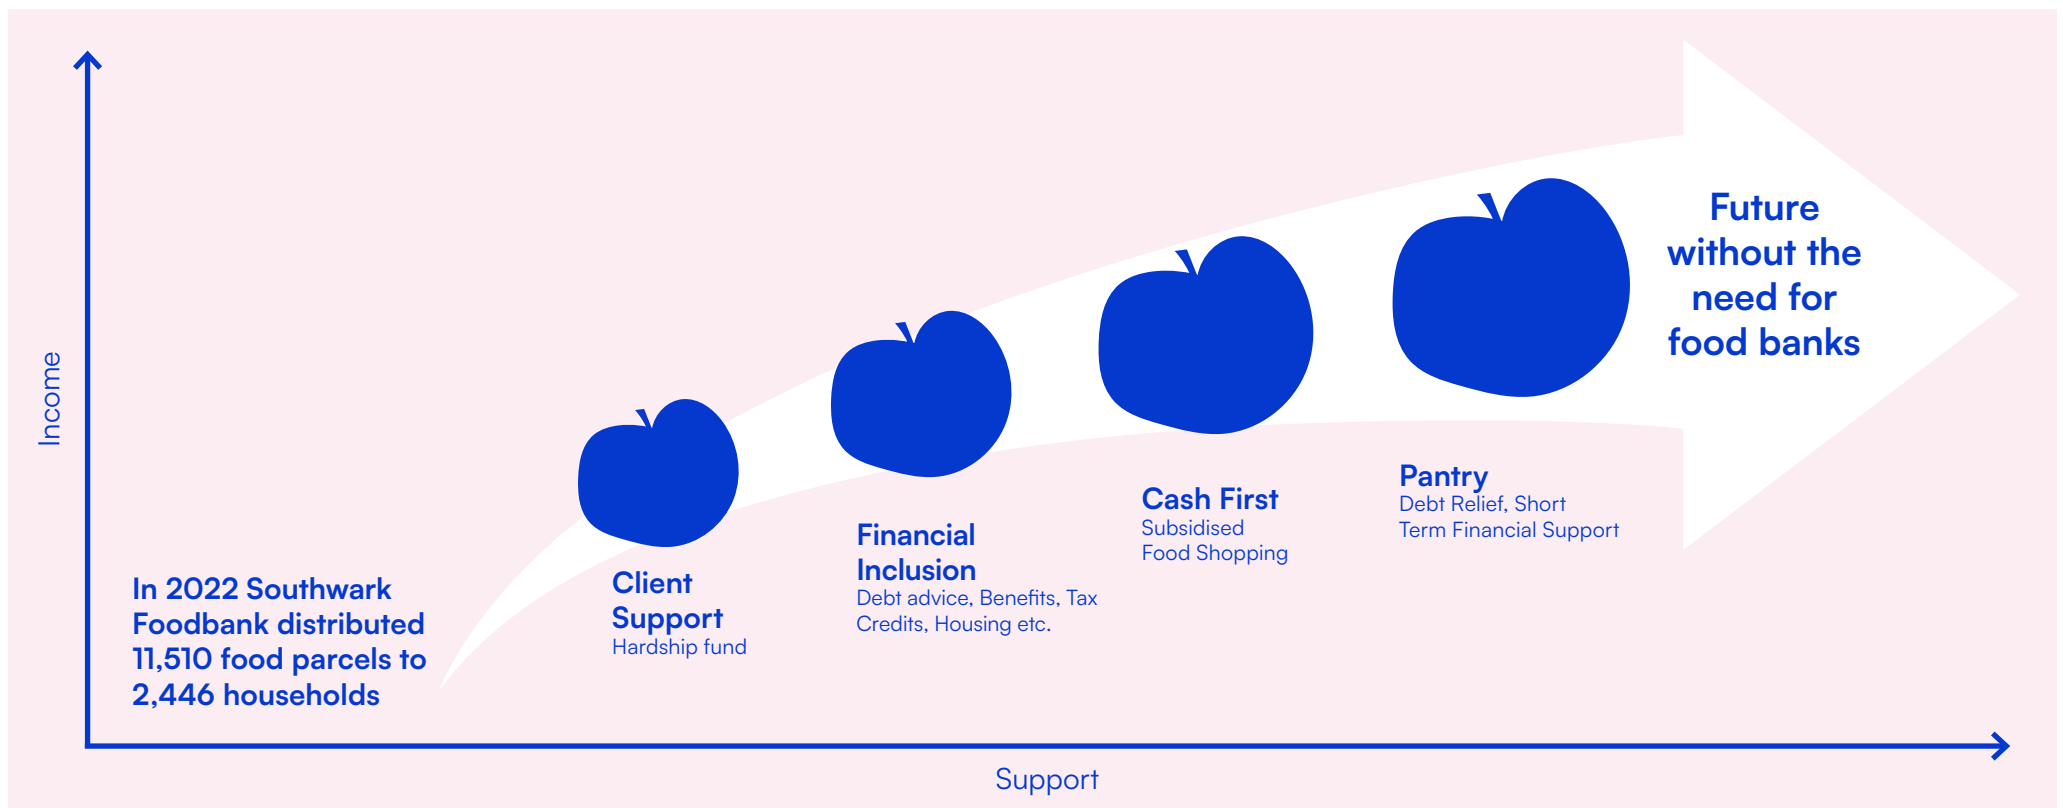 Income
In 2022 Southwark
Foodbank distributed
11,510 food parcels to
2,446 households
Client
Support
Hardship fund
Financial
Inclusion
Debt advice, Benefits, Tax
Credits, Housing etc.
Cash First
Subsidised
Food Shopping
Pantry
Debt Relief, Short
Term Financial Support
Future
without the
need for
food banks
Support